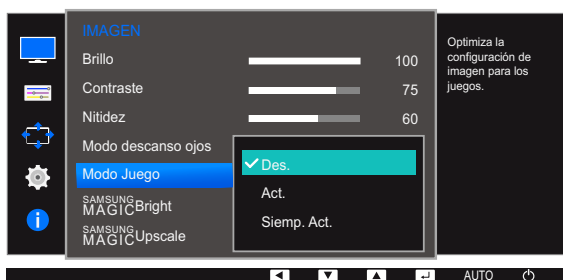 IMAGEN
Brillo 100
Contraste 75
Nitidez 60
Modo descanso ojos
Modo Juego
SAMSUNG
MAGICBright
SAMSUNG
MAGICUpscale
Des.
Act.
Siemp. Act.
Optimiza la
configuración de
imagen para los
juegos.
AUTO